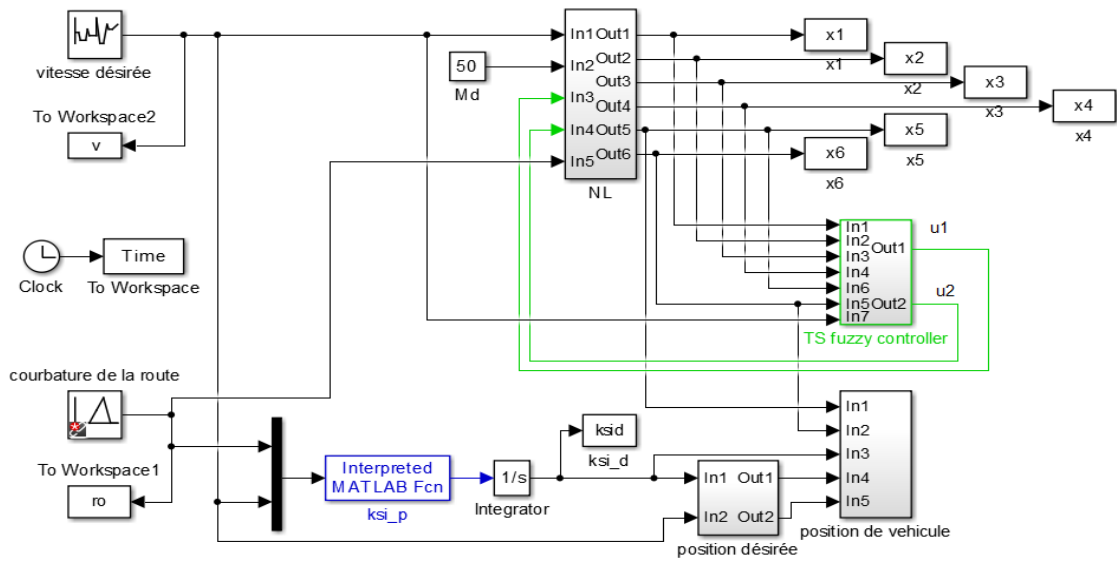 vitesse désirée
To Workspace2
v
50
Md
In1
In2
In3
In4
In5
Out1
Out2
Out3
Out4
Out5
Out6
NL
x1
x1
x2
x2
x3
x3
x4
x4
x5
x5
x6
x6
Clock
Time
To Workspace
In1
In2
In3
In4
In6
In5
In7
Out1
Out2
TS fuzzy controller
u1
u2
courbature de la route
To Workspace1
ro
Interpreted
MATLAB Fcn
ksi_p
1/s
Integrator
ksid
ksi_d
In1
In2
Out1
Out2
position désirée
In1
In2
In3
In4
In5
position de vehicule